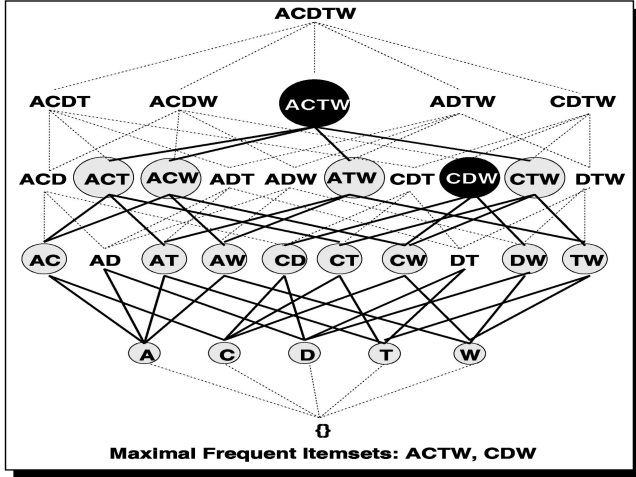 ACDTW
ACDT ACDW ACTW ADTW CDTW
ACD ACT ACW ADT ADW ATW CDT CDW CTW DTW
AC AD AT AW CD CT CW DT DW TW
A C D T W
{}
Maximal Frequent Itemsets: ACTW, CDW